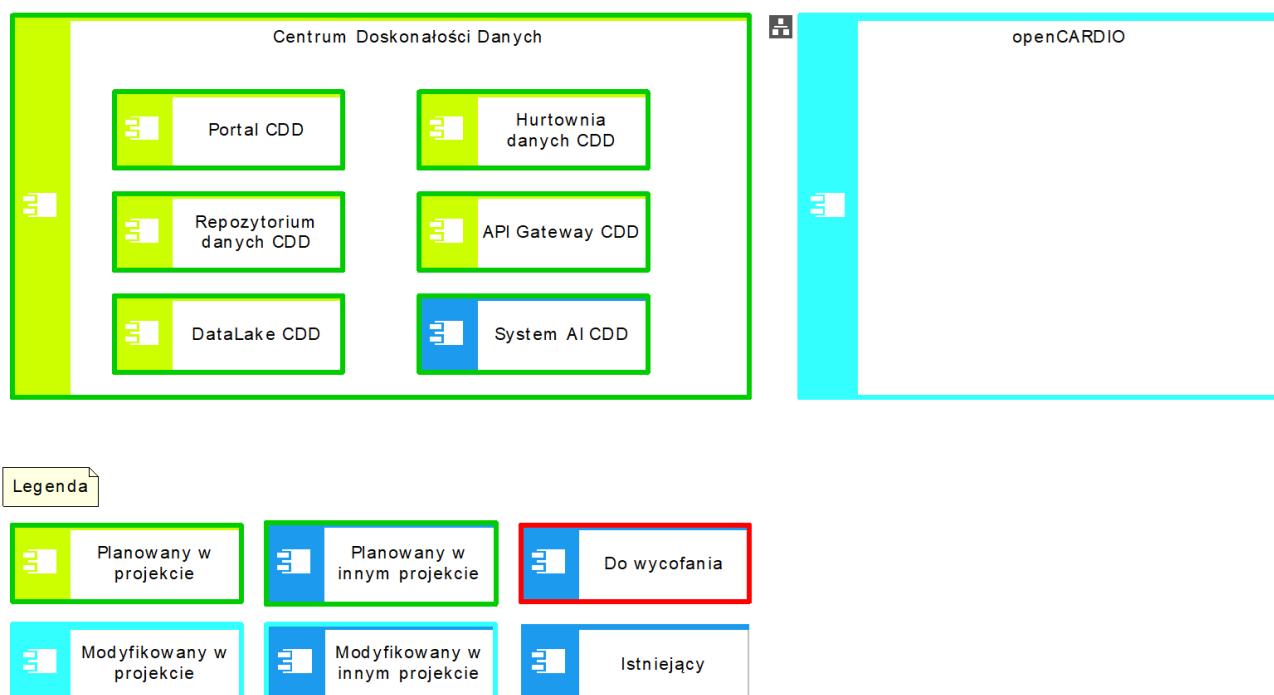 Centrum Doskonałości Danych
openCARDIO
Portal CDD
Hurtownia
danych CDD
Repozytorium
danych CDD
API Gateway CDD
DataLake CDD
System AI CDD
Legenda
Planowany w
projekcie
Planowany w
innym projekcie
Do wycofania
Modyfikowany w
projekcie
Modyfikowany w
innym projekcie
Istniejący